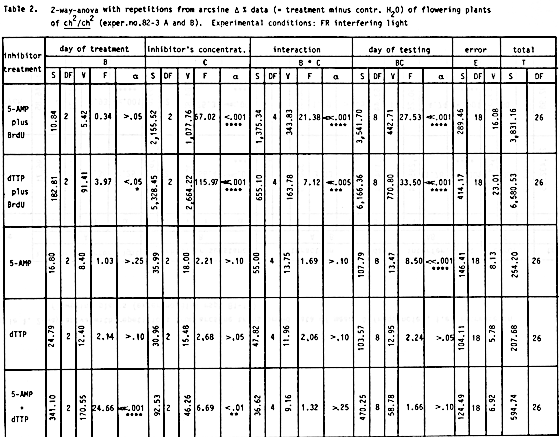 Table 2. 2-way-anova with repetitions from arcsine Δ % data (= treatment minus contr. H₂O) of flowering plants
of ch²/ch² (exper.no.82-3 A and B). Experimental conditions: FR interfering light
inhibitor treatment | day of treatment | inhibitor's concentrat. | interaction | day of testing | error | total
B | C | B * C | BC | E | T
S DF V F α | S DF V F α | S DF V F α | S DF V F α | S DF V | S DF
5-AMP plus BrdU | 10.84 2 5.42 0.34 >.05 | 2,155.52 2 1,077.76 67.02 <.001 **** | 1,375.34 4 343.83 21.38 ≪.001 **** | 3,541.70 8 442.71 27.53 ≪.001 **** | 289.46 18 16.08 | 3,831.16 26
dTTP plus BrdU | 182.81 2 91.41 3.97 <.05 * | 5,328.45 2 2,664.22 115.97 ≪.001 **** | 655.10 4 163.78 7.12 ≪.005 *** | 6,166.36 8 770.80 33.50 ≪.001 **** | 414.17 18 23.01 | 6,580.53 26
5-AMP | 16.80 2 8.40 1.03 >.25 | 35.99 2 18.00 2.21 >.10 | 55.00 4 13.75 1.69 >.10 | 107.79 8 13.47 8.50 ≪.001 **** | 146.41 18 8.13 | 254.20 26
dTTP | 24.79 2 12.40 2.14 >.10 | 30.96 2 15.48 2.68 >.05 | 47.82 4 11.96 2.06 >.10 | 103.57 8 12.95 2.24 >.05 | 104.11 18 5.78 | 207.68 26
5-AMP + dTTP | 341.10 2 170.55 24.66 ≪.001 **** | 92.53 2 46.26 6.69 <.01 ** | 36.62 4 9.16 1.32 >.25 | 470.25 8 58.78 1.66 >.10 | 124.49 18 6.92 | 594.74 26